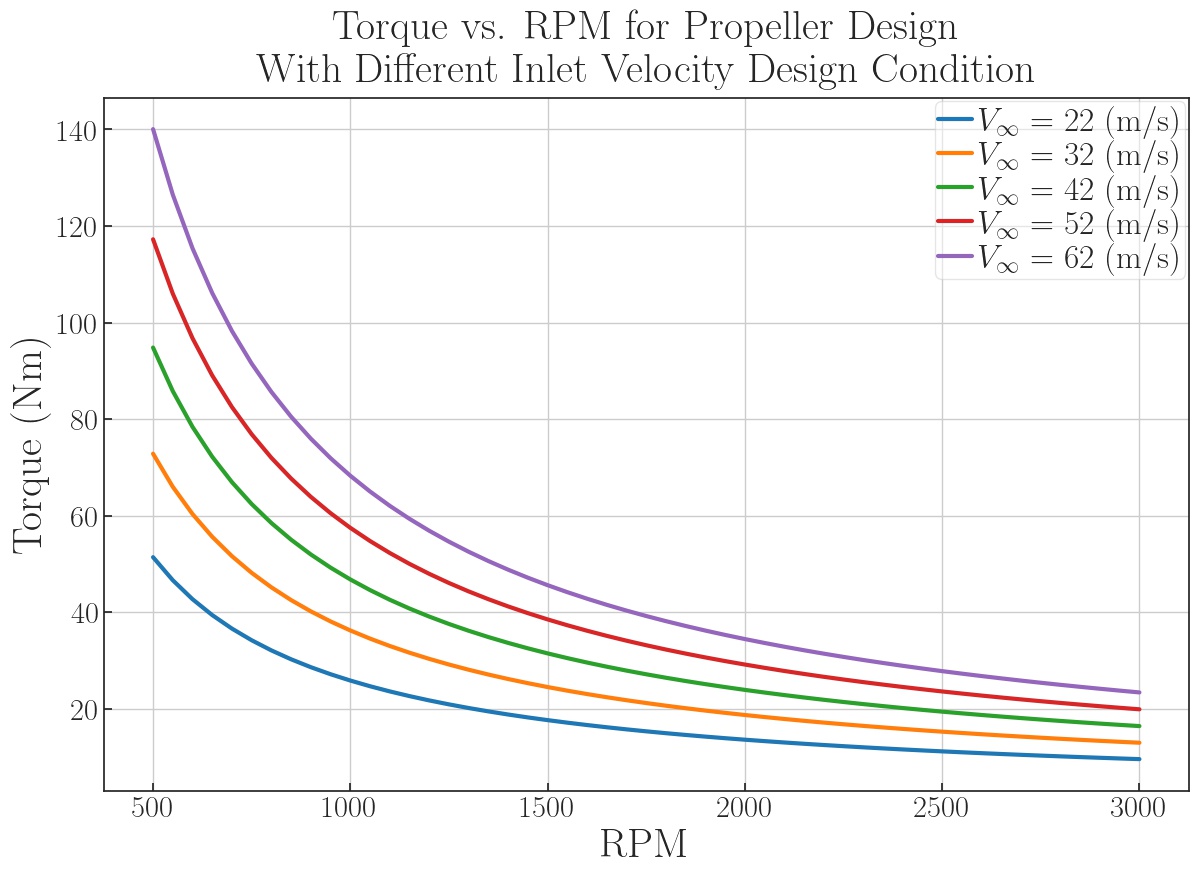 Torque vs. RPM for Propeller Design
With Different Inlet Velocity Design Condition
V∞ = 22 (m/s)
V∞ = 32 (m/s)
V∞ = 42 (m/s)
V∞ = 52 (m/s)
V∞ = 62 (m/s)
Torque (Nm)
140
120
100
80
60
40
20
500 1000 1500 2000 2500 3000
RPM